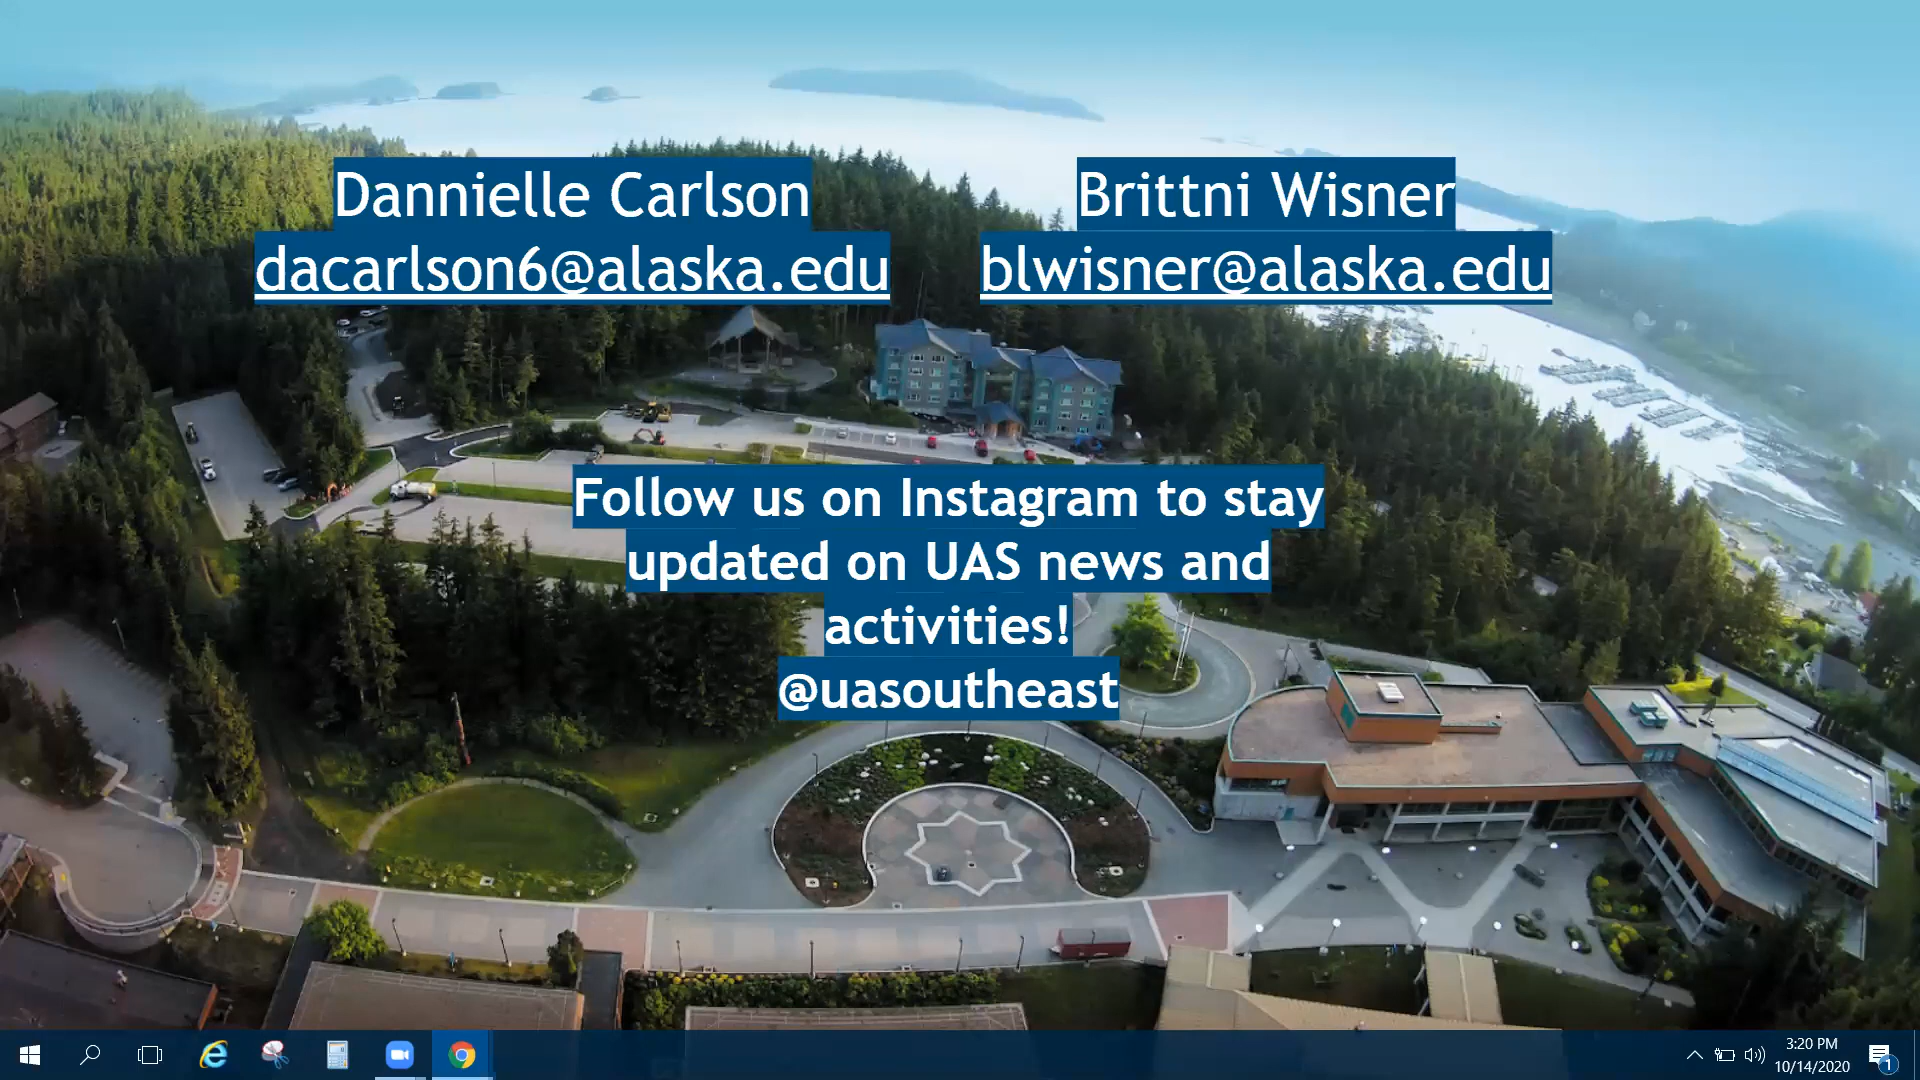 Dannielle Carlson
dacarlson6@alaska.edu
Brittni Wisner
blwisner@alaska.edu
Follow us on Instagram to stay
updated on UAS news and
activities!
@uasoutheast
3:20 PM
10/14/2020
1